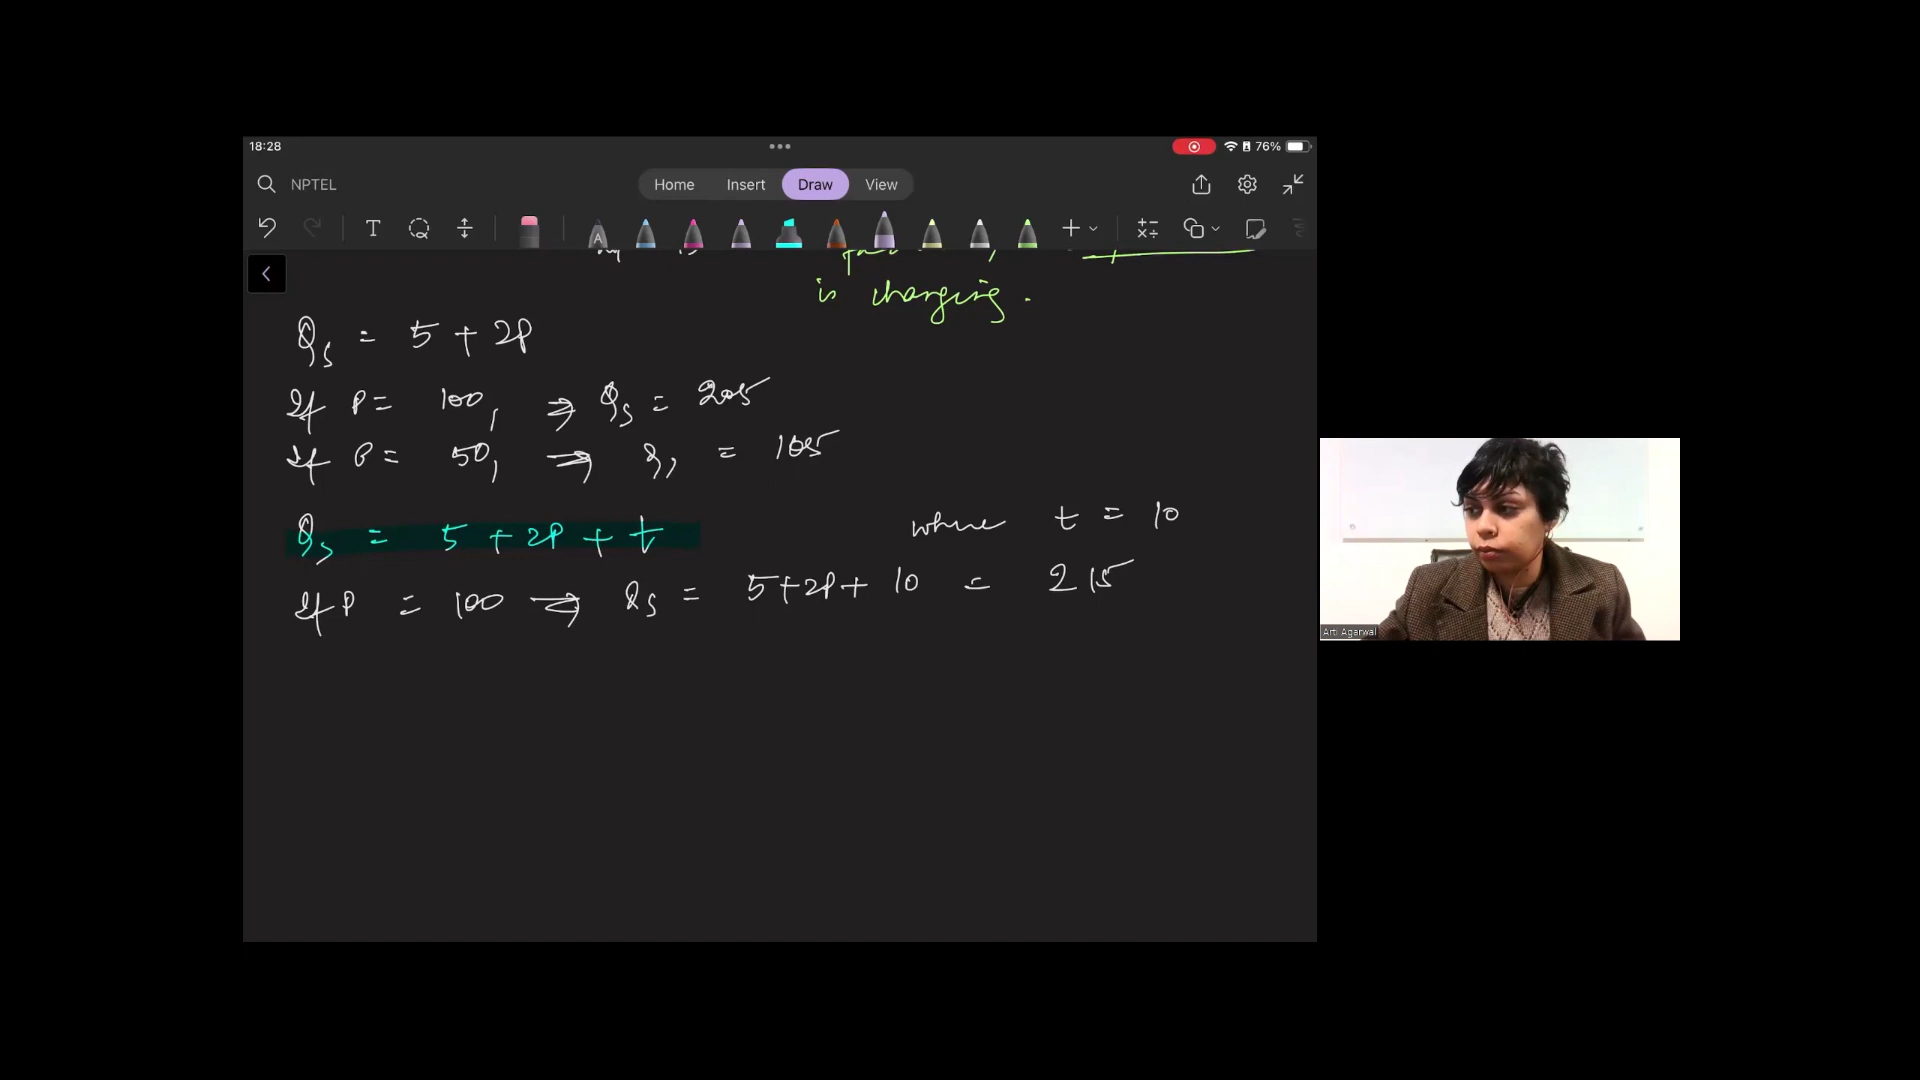 18:28
76%
NPTEL
Home Insert Draw View
is changing.
Qs = 5 + 2P
If P = 100, ⇒ Qs = 205
If P = 50, ⇒ Qs = 105
Qs = 5 + 2P + t where t = 10
If P = 100 ⇒ Qs = 5+2P+ 10 = 215
Arti Agarwal